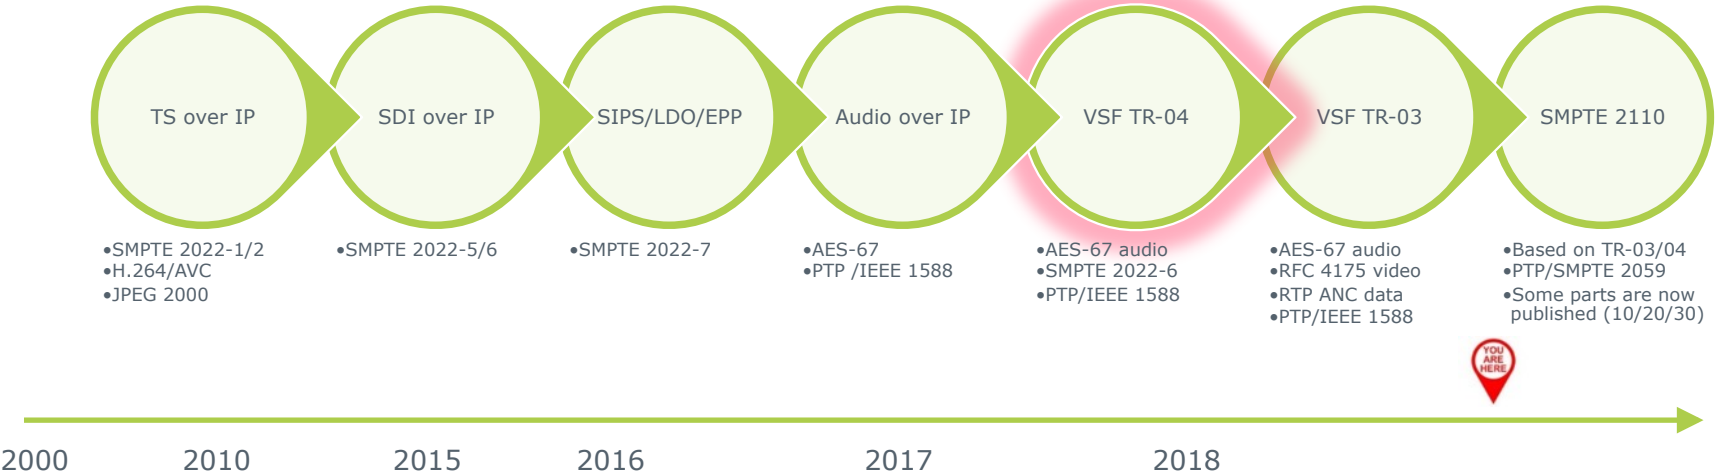 TS over IP
SDI over IP
SIPS/LDO/EPP
Audio over IP
VSF TR-04
VSF TR-03
SMPTE 2110
•SMPTE 2022-1/2
•H.264/AVC
•JPEG 2000
•SMPTE 2022-5/6
•SMPTE 2022-7
•AES-67
•PTP /IEEE 1588
•AES-67 audio
•SMPTE 2022-6
•PTP/IEEE 1588
•AES-67 audio
•RFC 4175 video
•RTP ANC data
•PTP/IEEE 1588
•Based on TR-03/04
•PTP/SMPTE 2059
•Some parts are now
published (10/20/30)
YOU
ARE
HERE
2000
2010
2015
2016
2017
2018